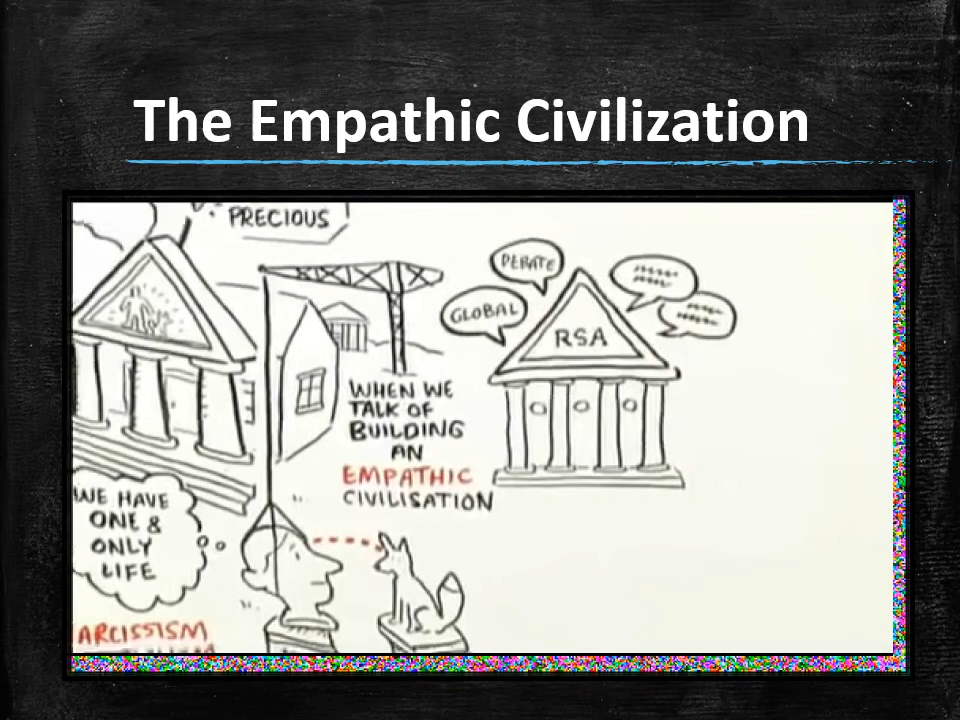 The Empathic Civilization
PRECIOUS
DEBATE
GLOBAL
RSA
WHEN WE
TALK OF
BUILDING
AN
EMPATHIC
CIVILISATION
WE HAVE
ONE &
ONLY
LIFE
ARCISSISM